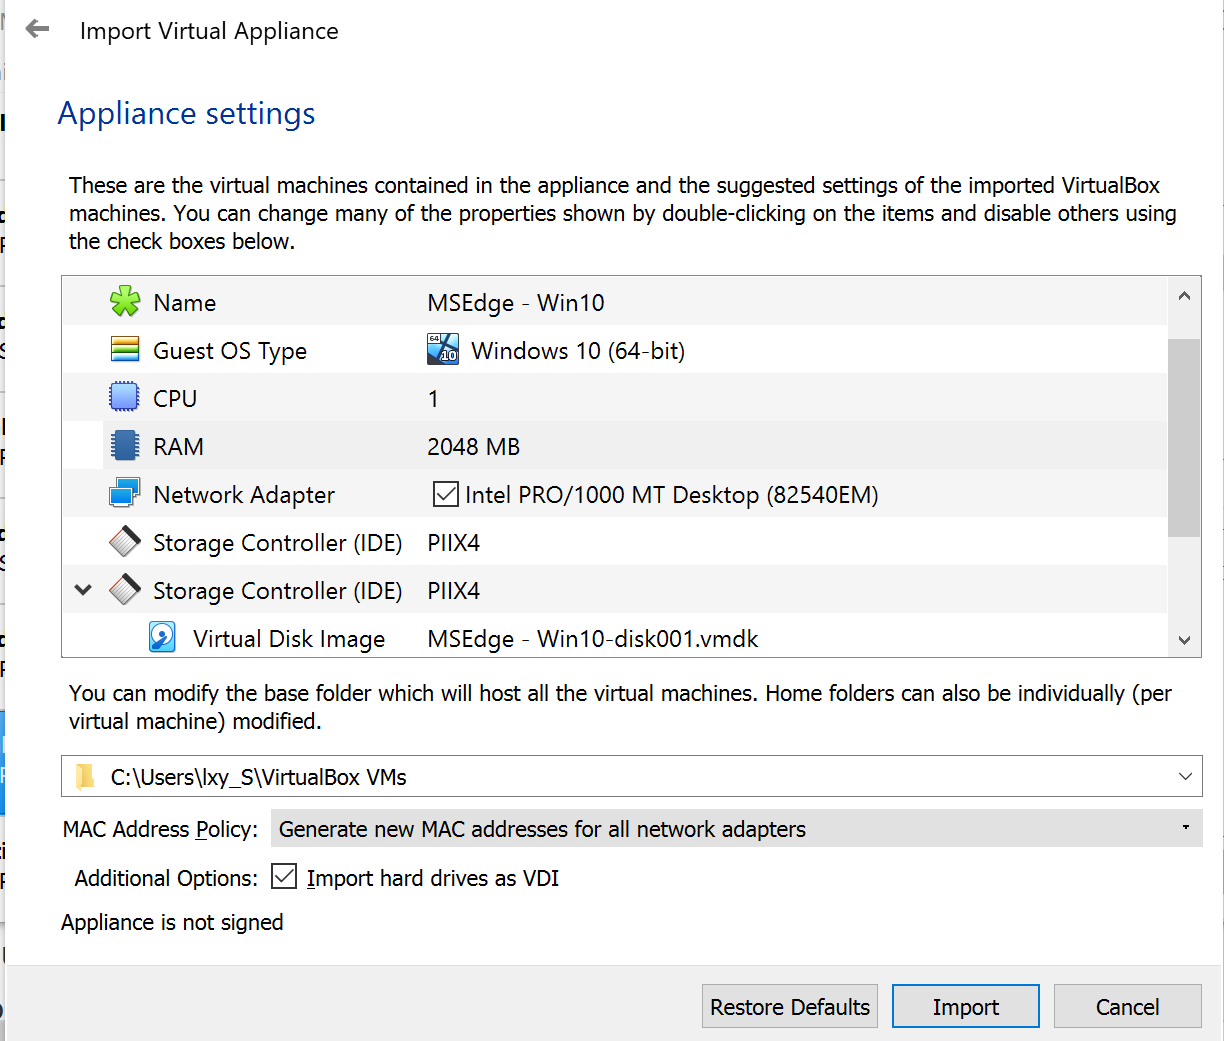 Import Virtual Appliance
Appliance settings
These are the virtual machines contained in the appliance and the suggested settings of the imported VirtualBox
machines. You can change many of the properties shown by double-clicking on the items and disable others using
the check boxes below.
Name MSEdge - Win10
Guest OS Type 64 10 Windows 10 (64-bit)
CPU 1
RAM 2048 MB
Network Adapter Intel PRO/1000 MT Desktop (82540EM)
Storage Controller (IDE) PIIX4
Storage Controller (IDE) PIIX4
Virtual Disk Image MSEdge - Win10-disk001.vmdk
You can modify the base folder which will host all the virtual machines. Home folders can also be individually (per
virtual machine) modified.
C:\Users\lxy_S\VirtualBox VMs
MAC Address Policy: Generate new MAC addresses for all network adapters
Additional Options: Import hard drives as VDI
Appliance is not signed
Restore Defaults Import Cancel